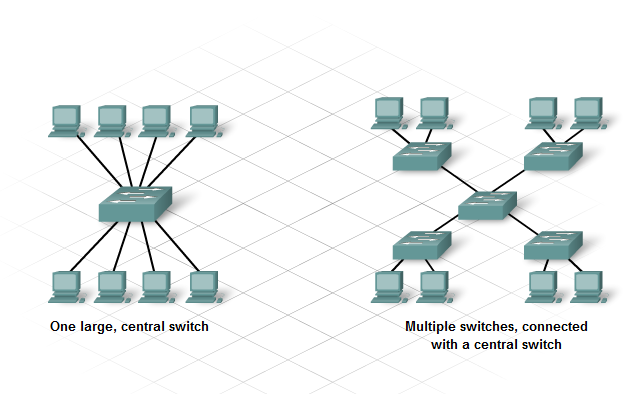 One large, central switch
Multiple switches, connected
with a central switch